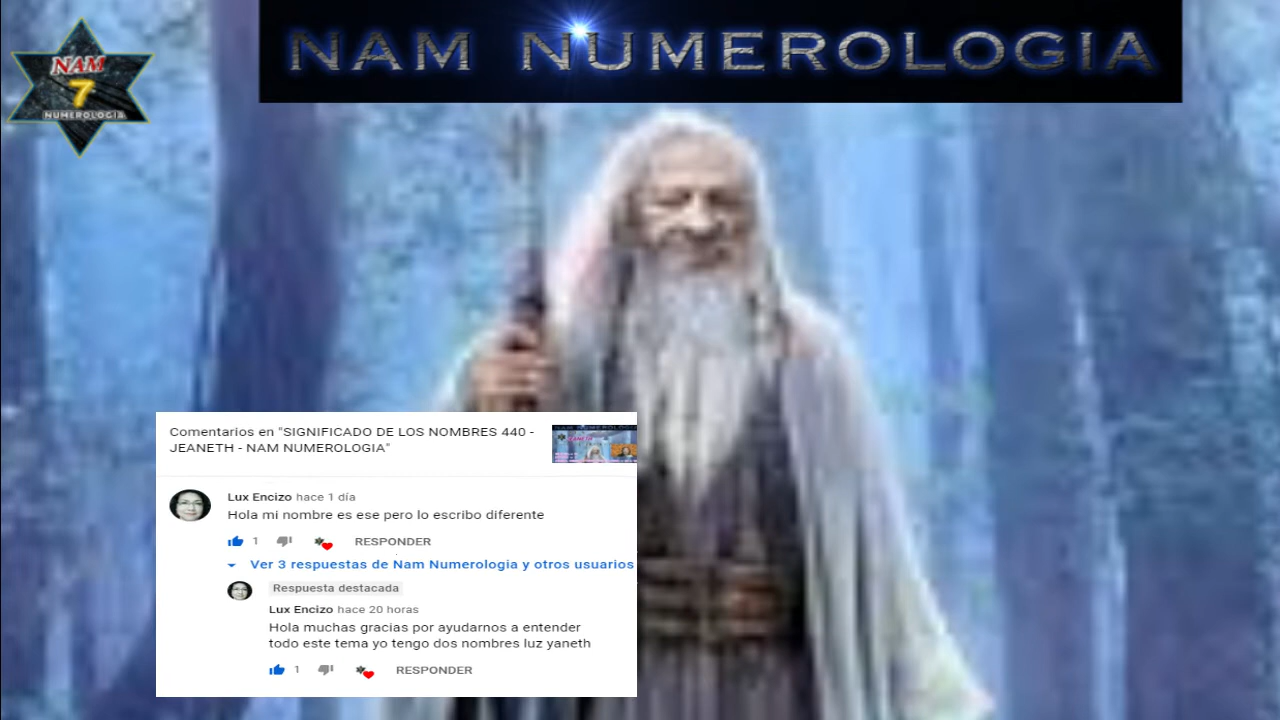 NAM NUMEROLOGIA
NAM
7
NUMEROLOGIA
Comentarios en "SIGNIFICADO DE LOS NOMBRES 440 -
JEANETH - NAM NUMEROLOGIA"
Lux Encizo hace 1 día
Hola mi nombre es ese pero lo escribo diferente
1 RESPONDER
Ver 3 respuestas de Nam Numerologia y otros usuarios
Respuesta destacada
Lux Encizo hace 20 horas
Hola muchas gracias por ayudarnos a entender
todo este tema yo tengo dos nombres luz yaneth
1 RESPONDER